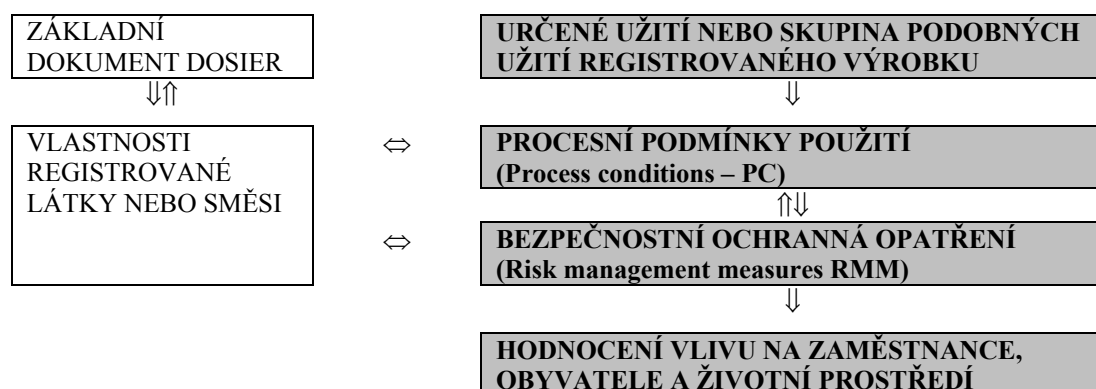 ZÁKLADNÍ
DOKUMENT DOSIER
URČENÉ UŽITÍ NEBO SKUPINA PODOBNÝCH
UŽITÍ REGISTROVANÉHO VÝROBKU
⇓⇑
⇓
VLASTNOSTI
REGISTROVANÉ
LÁTKY NEBO SMĚSI
⇔
PROCESNÍ PODMÍNKY POUŽITÍ
(Process conditions – PC)
⇑⇓
⇔
BEZPEČNOSTNÍ OCHRANNÁ OPATŘENÍ
(Risk management measures RMM)
⇓
HODNOCENÍ VLIVU NA ZAMĚSTNANCE,
OBYVATELE A ŽIVOTNÍ PROSTŘEDÍ